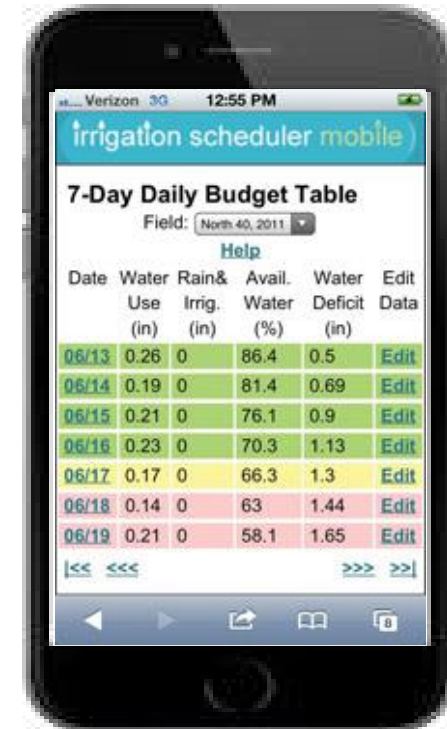 Verizon 3G 12:55 PM
irrigation scheduler mobile
7-Day Daily Budget Table
Field: North 40, 2011
Help
Date Water Rain& Avail. Water Edit
Use Irrig. Water Deficit Data
(in) (in) (%) (in)
06/13 0.26 0 86.4 0.5 Edit
06/14 0.19 0 81.4 0.69 Edit
06/15 0.21 0 76.1 0.9 Edit
06/16 0.23 0 70.3 1.13 Edit
06/17 0.17 0 66.3 1.3 Edit
06/18 0.14 0 63 1.44 Edit
06/19 0.21 0 58.1 1.65 Edit
|<< <<< >>> >>|
8